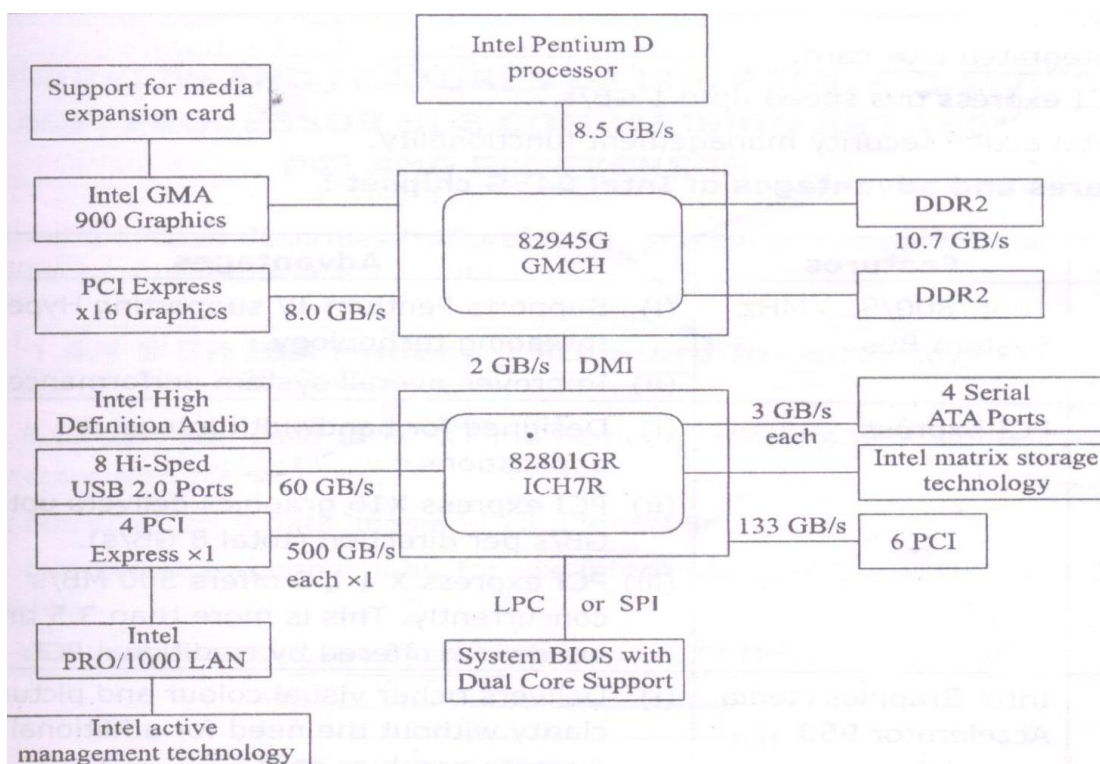 Intel Pentium D
processor
Support for media
expansion card
8.5 GB/s
Intel GMA
900 Graphics
82945G
GMCH
DDR2
10.7 GB/s
DDR2
PCI Express
x16 Graphics
8.0 GB/s
2 GB/s DMI
Intel High
Definition Audio
82801GR
ICH7R
3 GB/s
each
4 Serial
ATA Ports
8 Hi-Sped
USB 2.0 Ports
60 GB/s
Intel matrix storage
technology
4 PCI
Express ×1
500 GB/s
each ×1
133 GB/s
6 PCI
LPC or SPI
Intel
PRO/1000 LAN
System BIOS with
Dual Core Support
Intel active
management technology